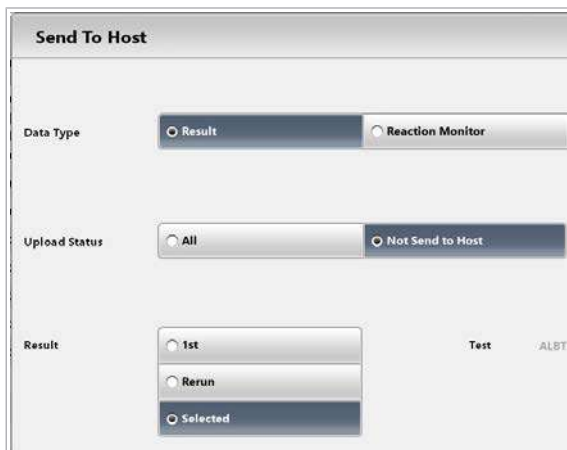 Send To Host
Data Type Result Reaction Monitor
Upload Status All Not Send to Host
Result 1st Test ALBT
Rerun
Selected